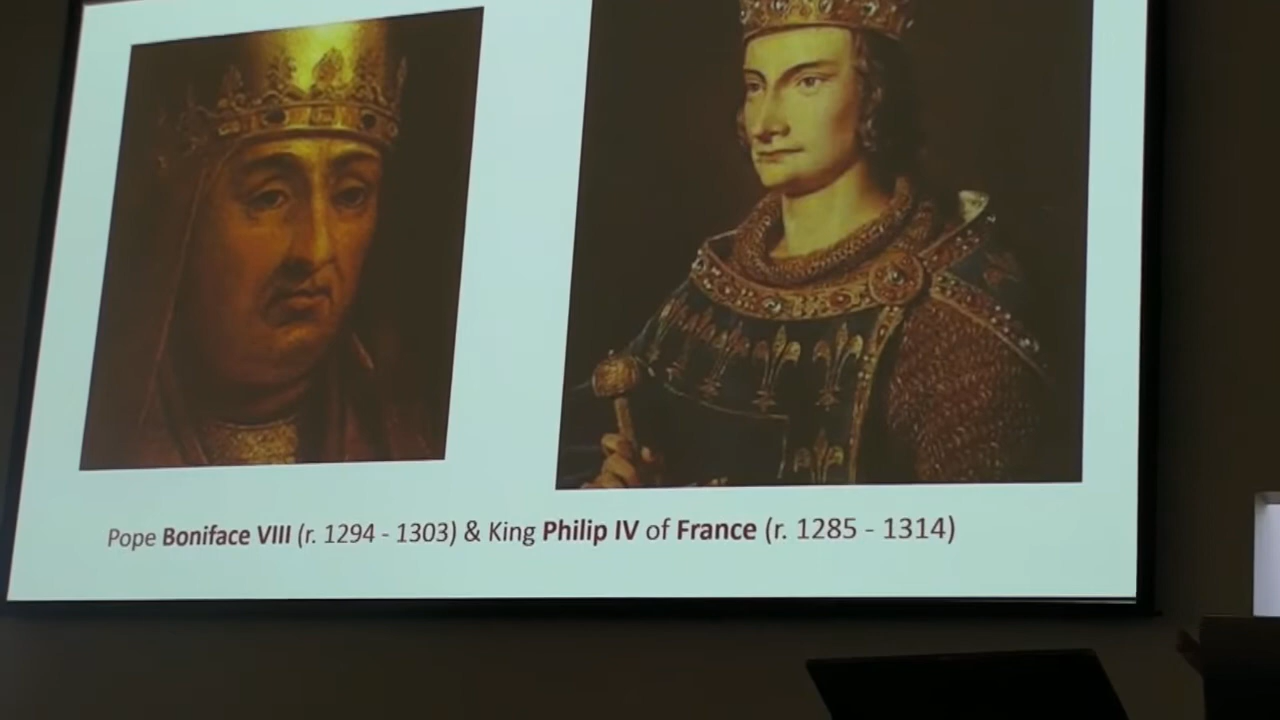 Pope Boniface VIII (r. 1294 - 1303) & King Philip IV of France (r. 1285 - 1314)